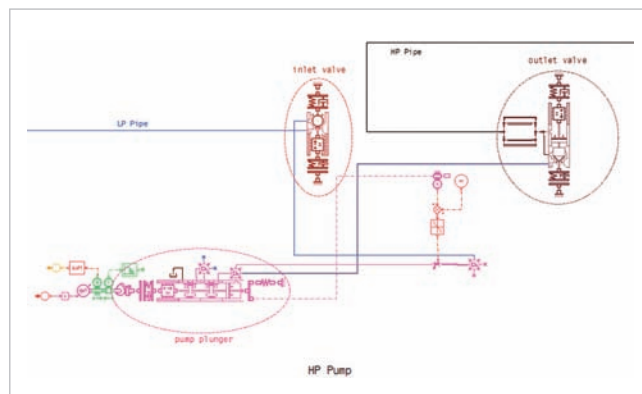 HP Pipe
outlet valve
inlet valve
LP Pipe
pump plunger
HP Pump